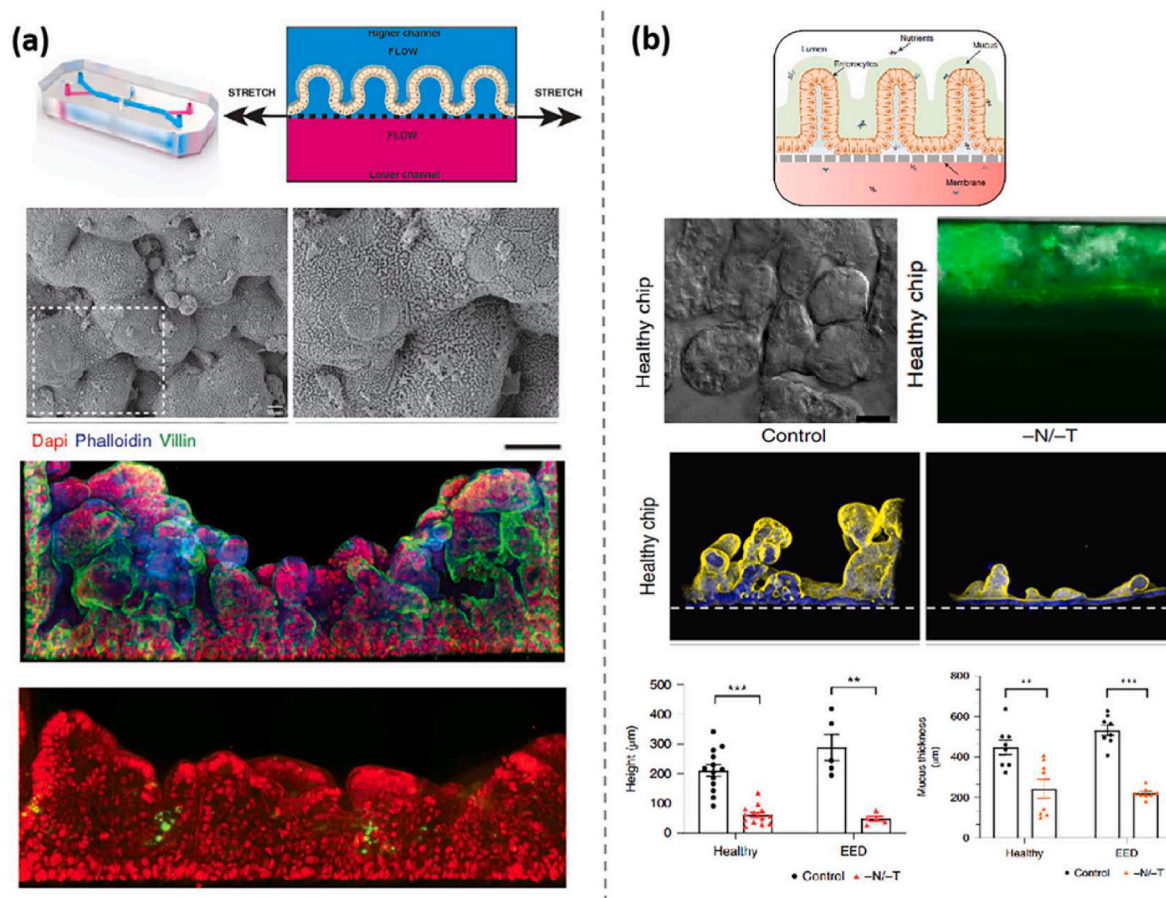 (a)
Higher channel
FLOW
STRETCH
STRETCH
FLOW
Lower channel
Dapi Phalloidin Villin
(b)
Nutrients
Lumen
Mucus
Enterocytes
Membrane
Healthy chip
Healthy chip
Control
–N/–T
Healthy chip
Height (μm)
500
400
300
200
100
0
***
**
Healthy
EED
Control
–N/–T
Mucus thickness
(μm)
800
600
400
200
0
**
***
Healthy
EED
Control
–N/–T